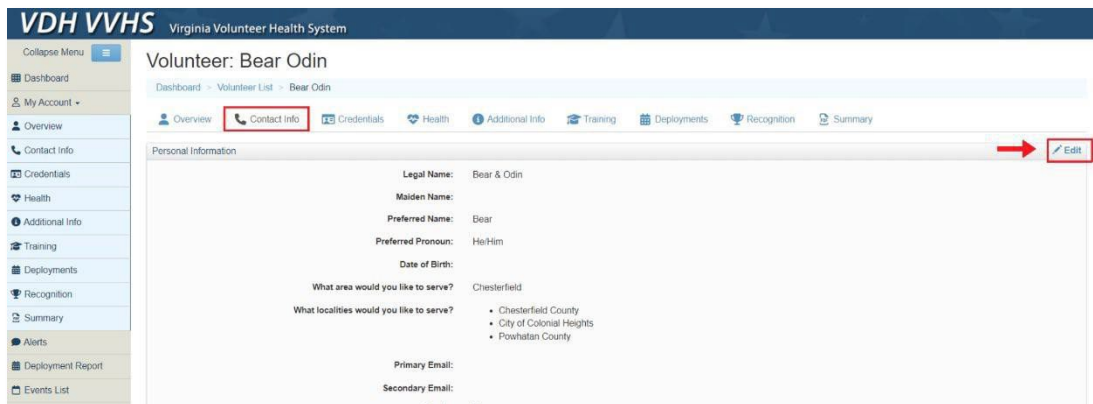 VDH VVHS Virginia Volunteer Health System
Collapse Menu
Dashboard
My Account
Overview
Contact Info
Credentials
Health
Additional Info
Training
Deployments
Recognition
Summary
Alerts
Deployment Report
Events List
Volunteer: Bear Odin
Dashboard > Volunteer List > Bear Odin
Overview Contact Info Credentials Health Additional Info Training Deployments Recognition Summary
Personal Information Edit
Legal Name: Bear & Odin
Maiden Name:
Preferred Name: Bear
Preferred Pronoun: He/Him
Date of Birth:
What area would you like to serve? Chesterfield
What localities would you like to serve? • Chesterfield County
• City of Colonial Heights
• Powhatan County
Primary Email:
Secondary Email: